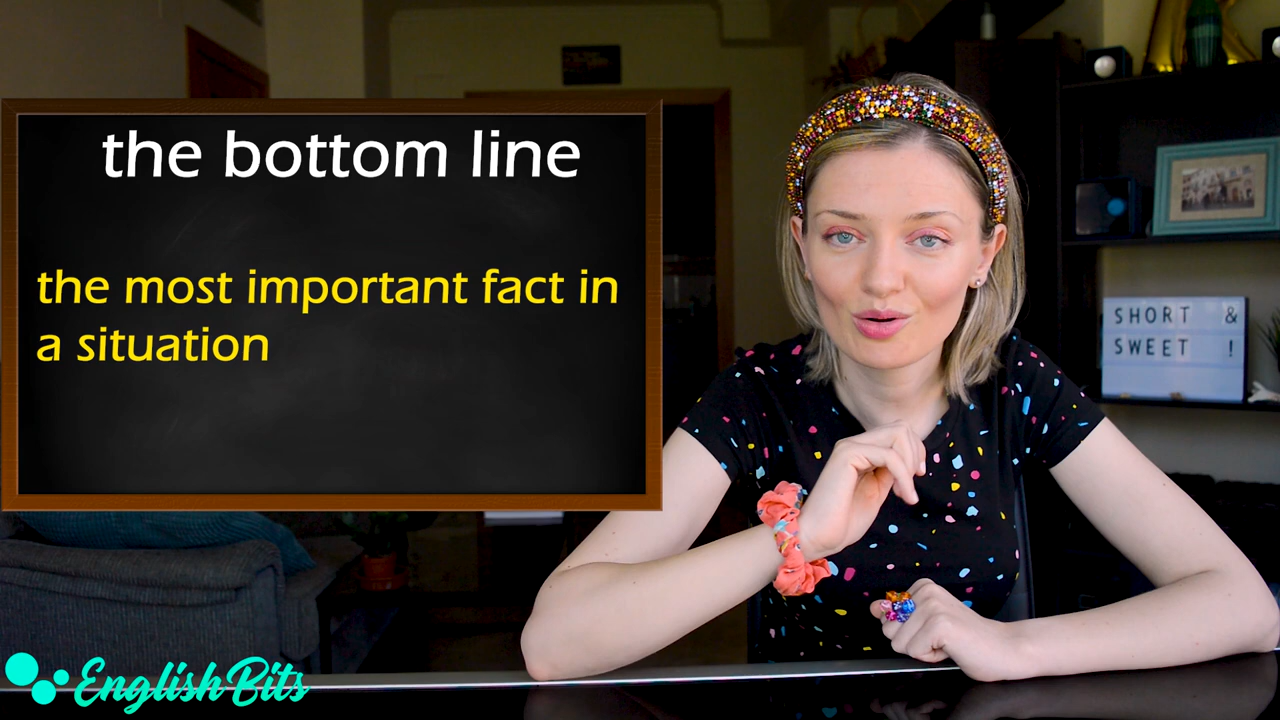 the bottom line
the most important fact in
a situation
SHORT &
SWEET !
EnglishBits